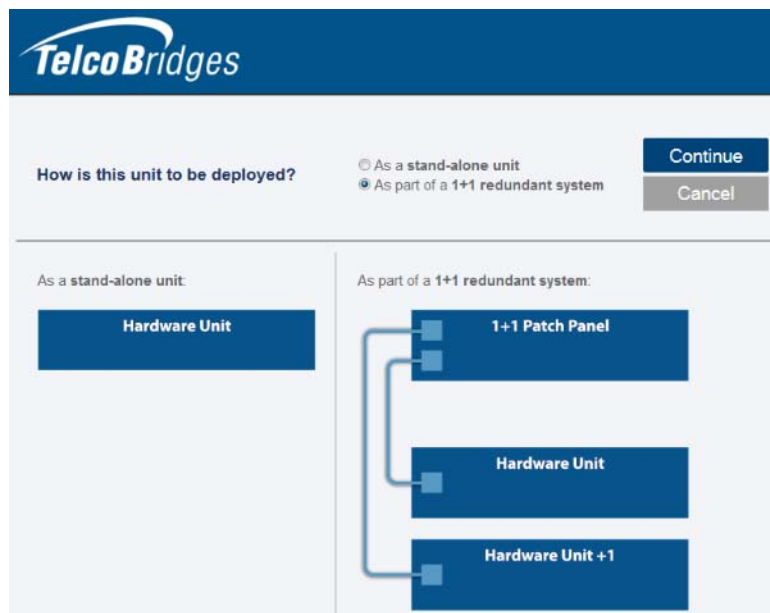 TelcoBridges
How is this unit to be deployed?
As a stand-alone unit
As part of a 1+1 redundant system
Continue
Cancel
As a stand-alone unit:
Hardware Unit
As part of a 1+1 redundant system:
1+1 Patch Panel
Hardware Unit
Hardware Unit +1